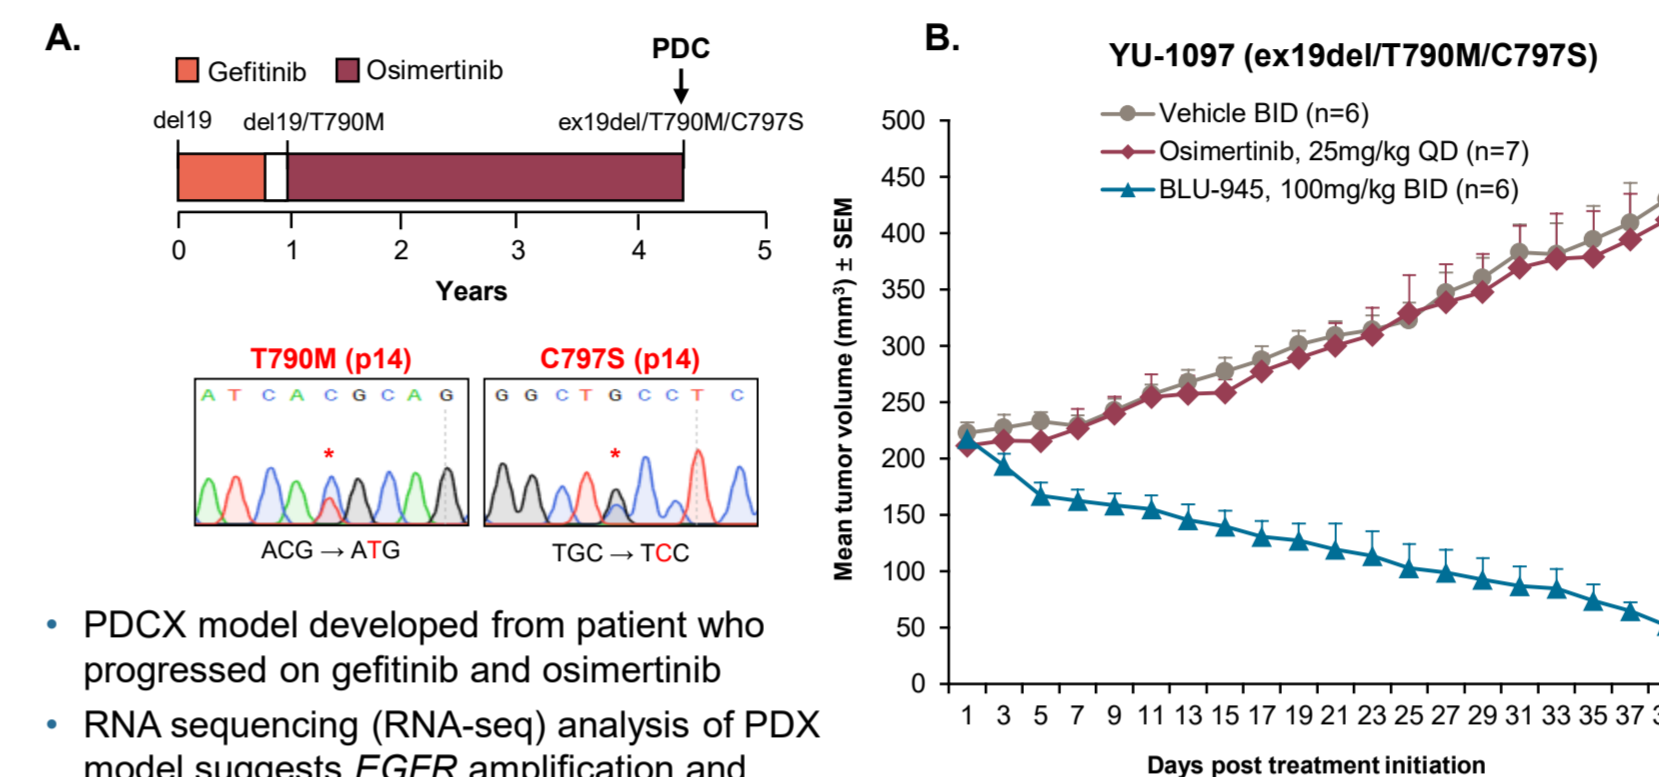 A.
Gefitinib
Osimertinib
PDC
del19
del19/T790M
ex19del/T790M/C797S
0 1 2 3 4 5
Years
T790M (p14)
A T C A C G C A G
*
ACG → ATG
C797S (p14)
G G C T G C C T C
*
TGC → TCC
• PDCX model developed from patient who
progressed on gefitinib and osimertinib
• RNA sequencing (RNA-seq) analysis of PDX
model suggests EGFR amplification and
B.
YU-1097 (ex19del/T790M/C797S)
Vehicle BID (n=6)
Osimertinib, 25mg/kg QD (n=7)
BLU-945, 100mg/kg BID (n=6)
Mean tumor volume (mm³) ± SEM
500
450
400
350
300
250
200
150
100
50
0
1 3 5 7 9 11 13 15 17 19 21 23 25 27 29 31 33 35 37
Days post treatment initiation